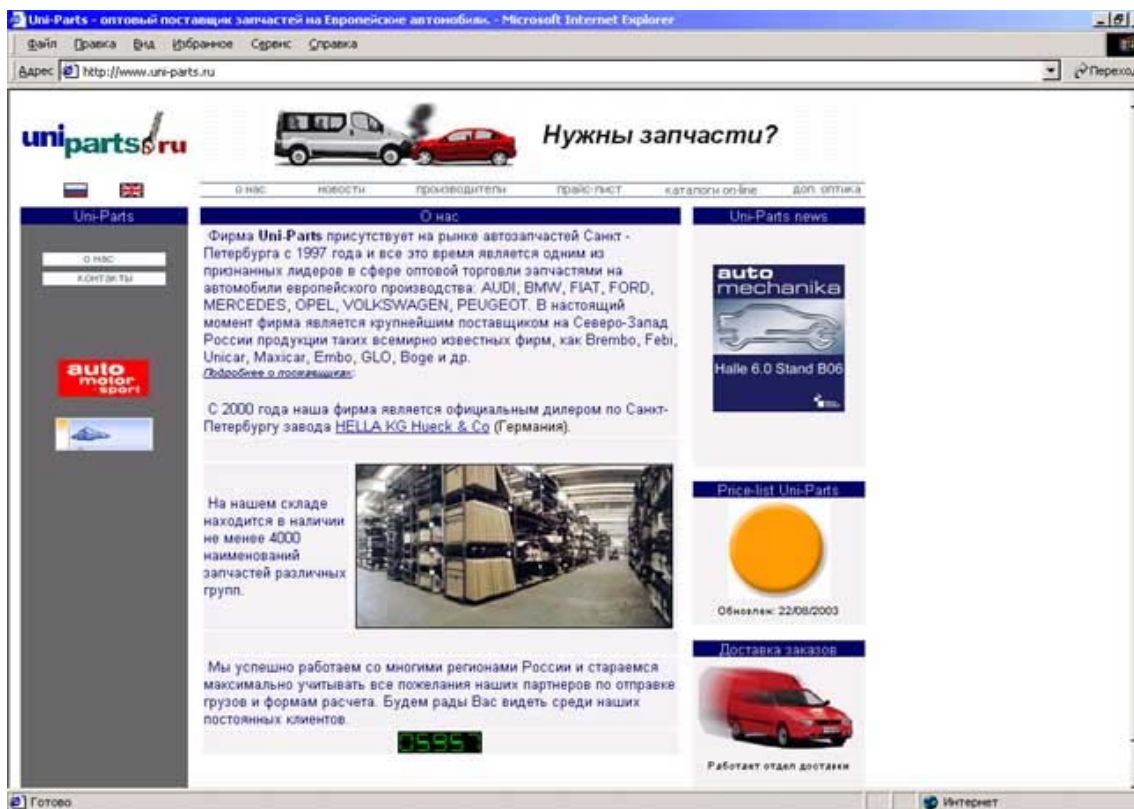 Uni-Parts - оптовый поставщик запчастей на Европейские автомобили. - Microsoft Internet Explorer
Файл Правка Вид Избранное Сервис Справка
Адрес http://www.uni-parts.ru Переход
uniparts.ru
Нужны запчасти?
о нас новости производители прайс-лист каталоги on-line доп. оптика
Uni-Parts
о нас
контакты
auto
motor
sport
О нас
Фирма Uni-Parts присутствует на рынке автозапчастей Санкт -
Петербурга с 1997 года и все это время является одним из
признанных лидеров в сфере оптовой торговли запчастями на
автомобили европейского производства: AUDI, BMW, FIAT, FORD,
MERCEDES, OPEL, VOLKSWAGEN, PEUGEOT. В настоящий
момент фирма является крупнейшим поставщиком на Северо-Запад
России продукции таких всемирно известных фирм, как Brembo, Febi,
Unicar, Maxicar, Embo, GLO, Boge и др.
Подробнее о поставщиках.
С 2000 года наша фирма является официальным дилером по Санкт-
Петербургу завода HELLA KG Hueck & Co (Германия).
На нашем складе
находится в наличии
не менее 4000
наименований
запчастей различных
групп.
Мы успешно работаем со многими регионами России и стараемся
максимально учитывать все пожелания наших партнеров по отправке
грузов и формам расчета. Будем рады Вас видеть среди наших
постоянных клиентов.
05957
Uni-Parts news
auto
mechanika
Halle 6.0 Stand B06
Price-list Uni-Parts
Обновлен: 22/08/2003
Доставка заказов
Работает отдел доставки
Готово
Интернет